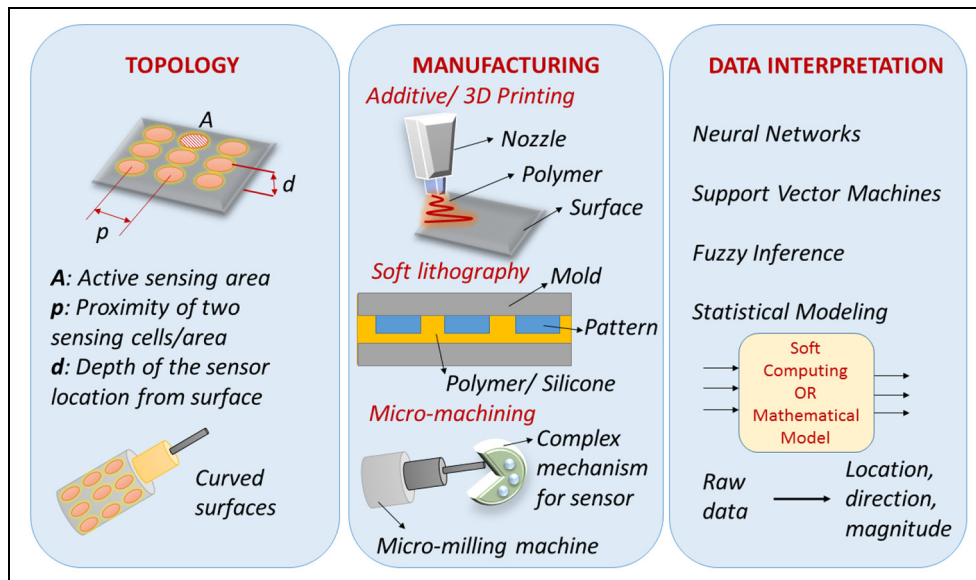 TOPOLOGY
A
d
p
A: Active sensing area
p: Proximity of two
sensing cells/area
d: Depth of the sensor
location from surface
Curved
surfaces
MANUFACTURING
Additive/ 3D Printing
Nozzle
Polymer
Surface
Soft lithography
Mold
Pattern
Polymer/ Silicone
Micro-machining
Complex
mechanism
for sensor
Micro-milling machine
DATA INTERPRETATION
Neural Networks
Support Vector Machines
Fuzzy Inference
Statistical Modeling
Soft
Computing
OR
Mathematical
Model
Raw
data
Location,
direction,
magnitude